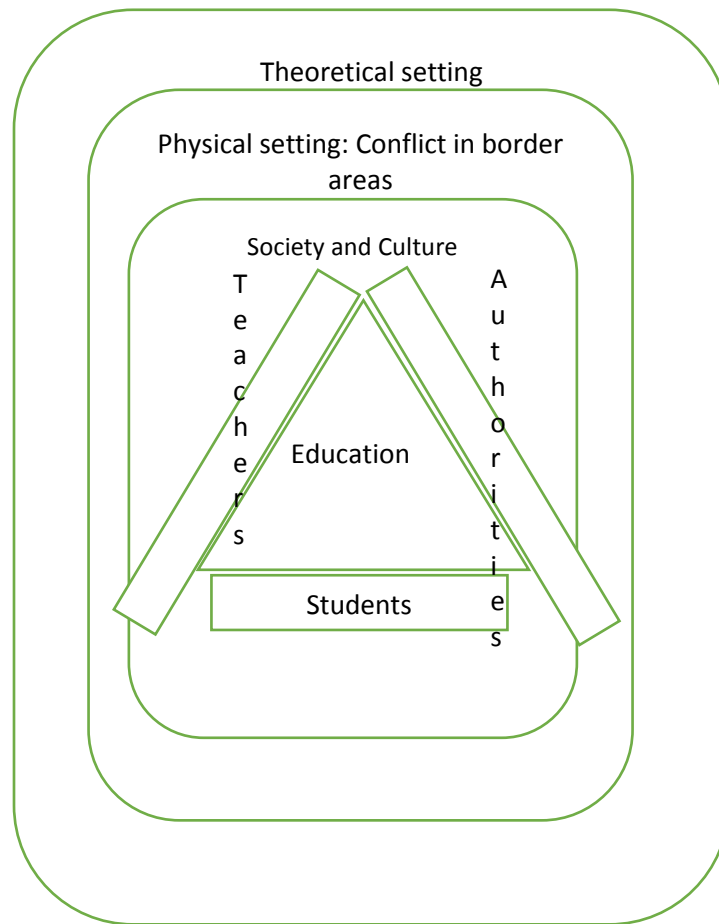 Theoretical setting
Physical setting: Conflict in border
areas
Society and Culture
Teachers
Authorities
Education
Students